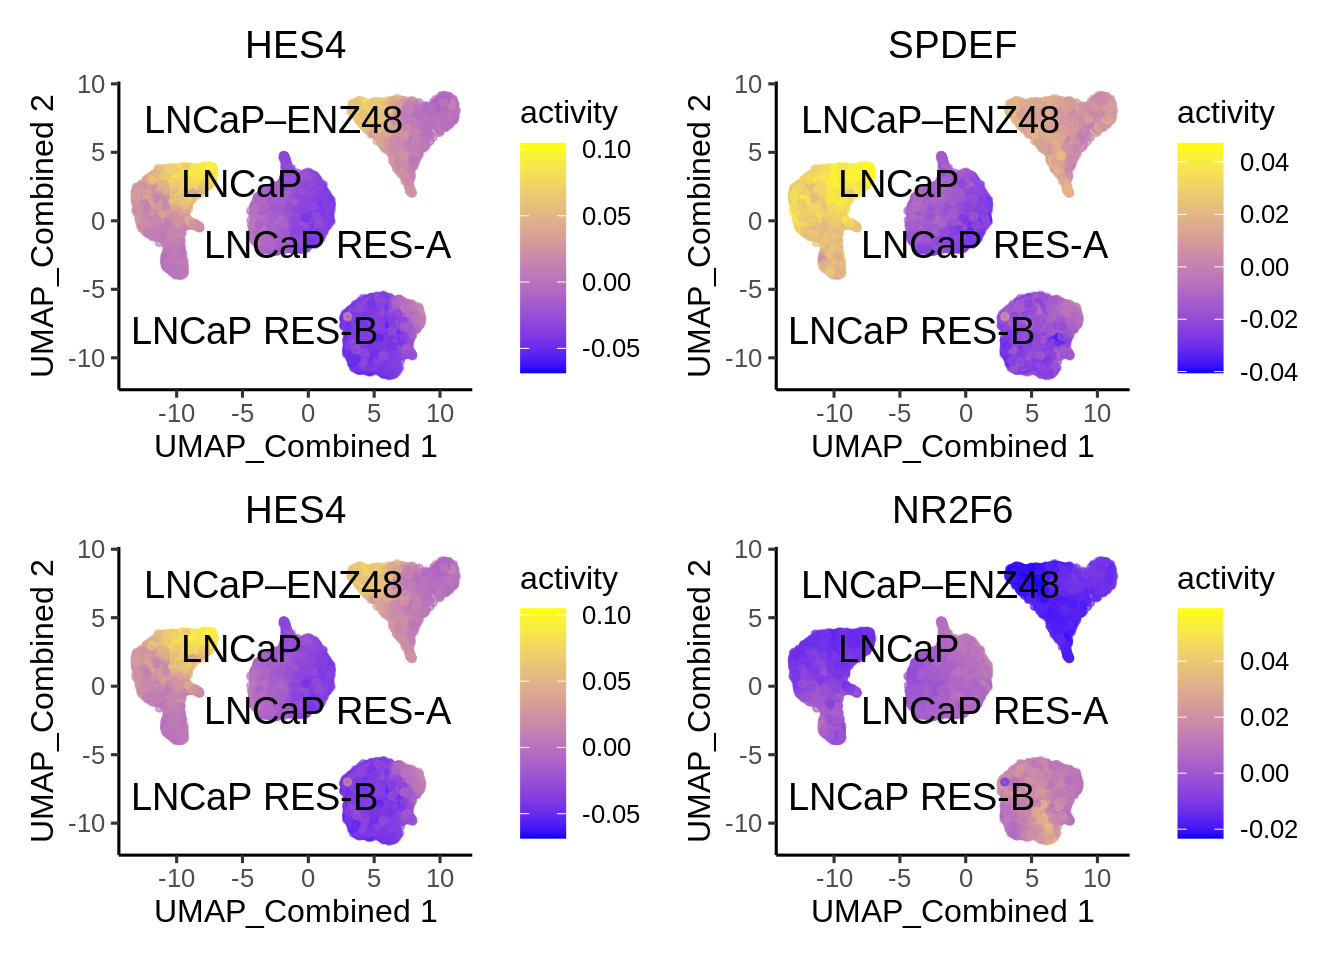 HES4
UMAP_Combined 2
10
5
0
-5
-10
LNCaP–ENZ48
LNCaP
LNCaP RES-A
LNCaP RES-B
-10 -5 0 5 10
UMAP_Combined 1
activity
0.10
0.05
0.00
-0.05
SPDEF
UMAP_Combined 2
10
5
0
-5
-10
LNCaP–ENZ48
LNCaP
LNCaP RES-A
LNCaP RES-B
-10 -5 0 5 10
UMAP_Combined 1
activity
0.04
0.02
0.00
-0.02
-0.04
HES4
UMAP_Combined 2
10
5
0
-5
-10
LNCaP–ENZ48
LNCaP
LNCaP RES-A
LNCaP RES-B
-10 -5 0 5 10
UMAP_Combined 1
activity
0.10
0.05
0.00
-0.05
NR2F6
UMAP_Combined 2
10
5
0
-5
-10
LNCaP–ENZ48
LNCaP
LNCaP RES-A
LNCaP RES-B
-10 -5 0 5 10
UMAP_Combined 1
activity
0.04
0.02
0.00
-0.02